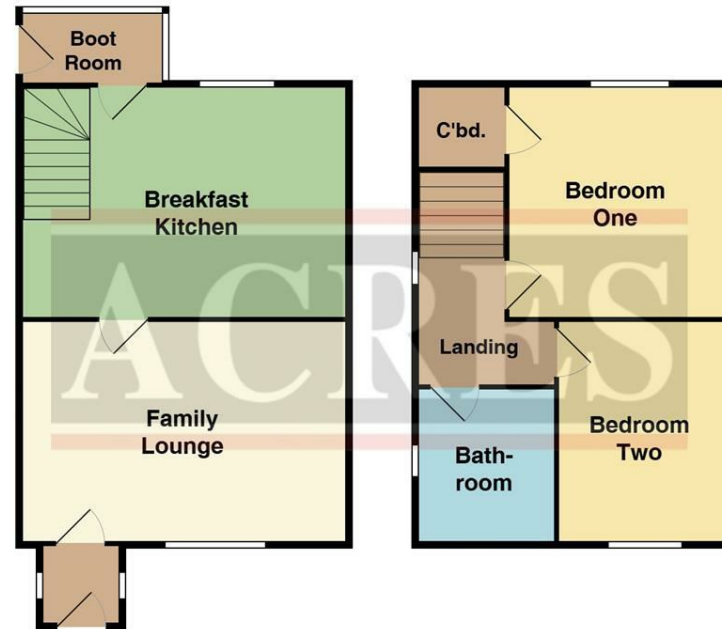 Boot
Room
Breakfast
Kitchen
Family
Lounge
C'bd.
Bedroom
One
Landing
Bath-
room
Bedroom
Two
ACRES